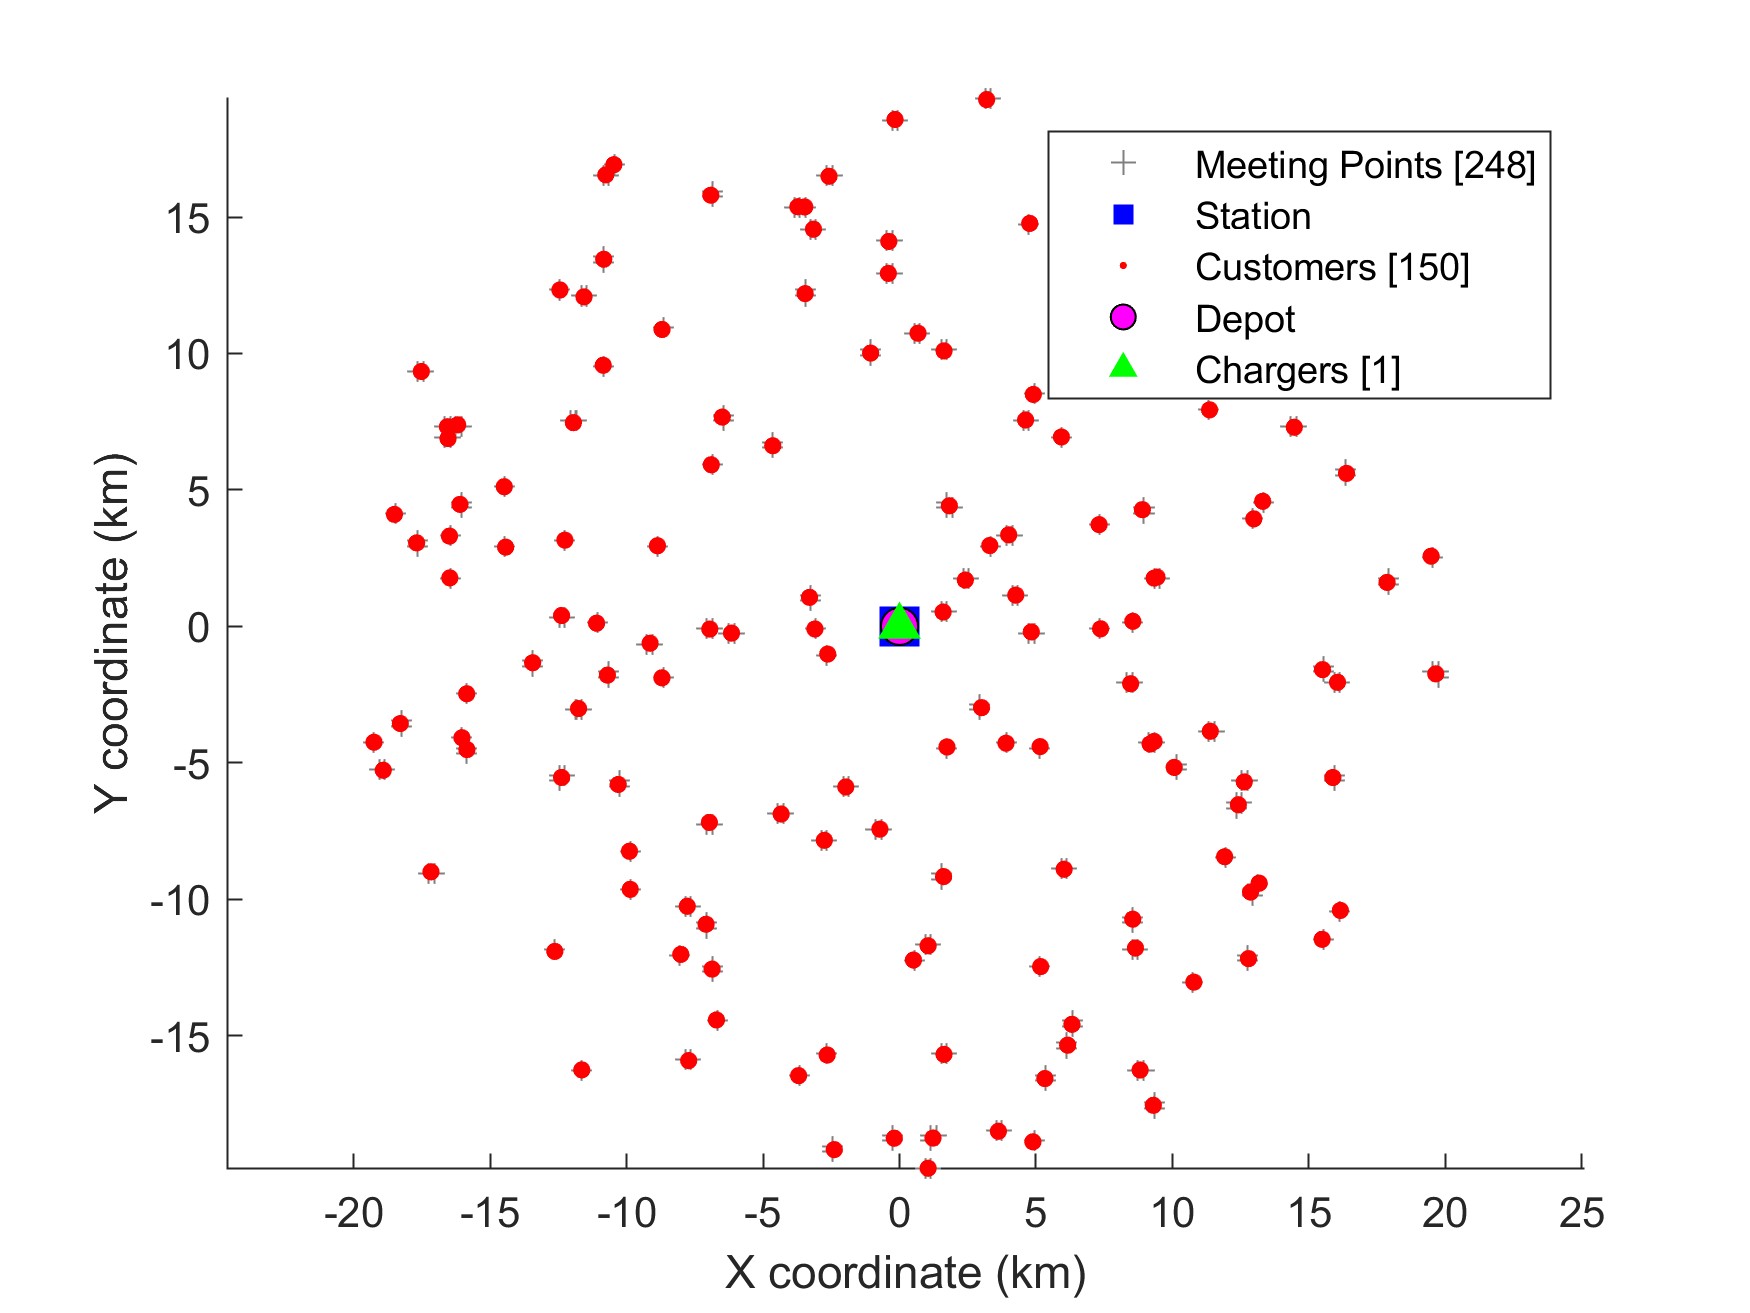 Meeting Points [248]
Station
Customers [150]
Depot
Chargers [1]
15
10
5
0
-5
-10
-15
Y coordinate (km)
-20 -15 -10 -5 0 5 10 15 20 25
X coordinate (km)